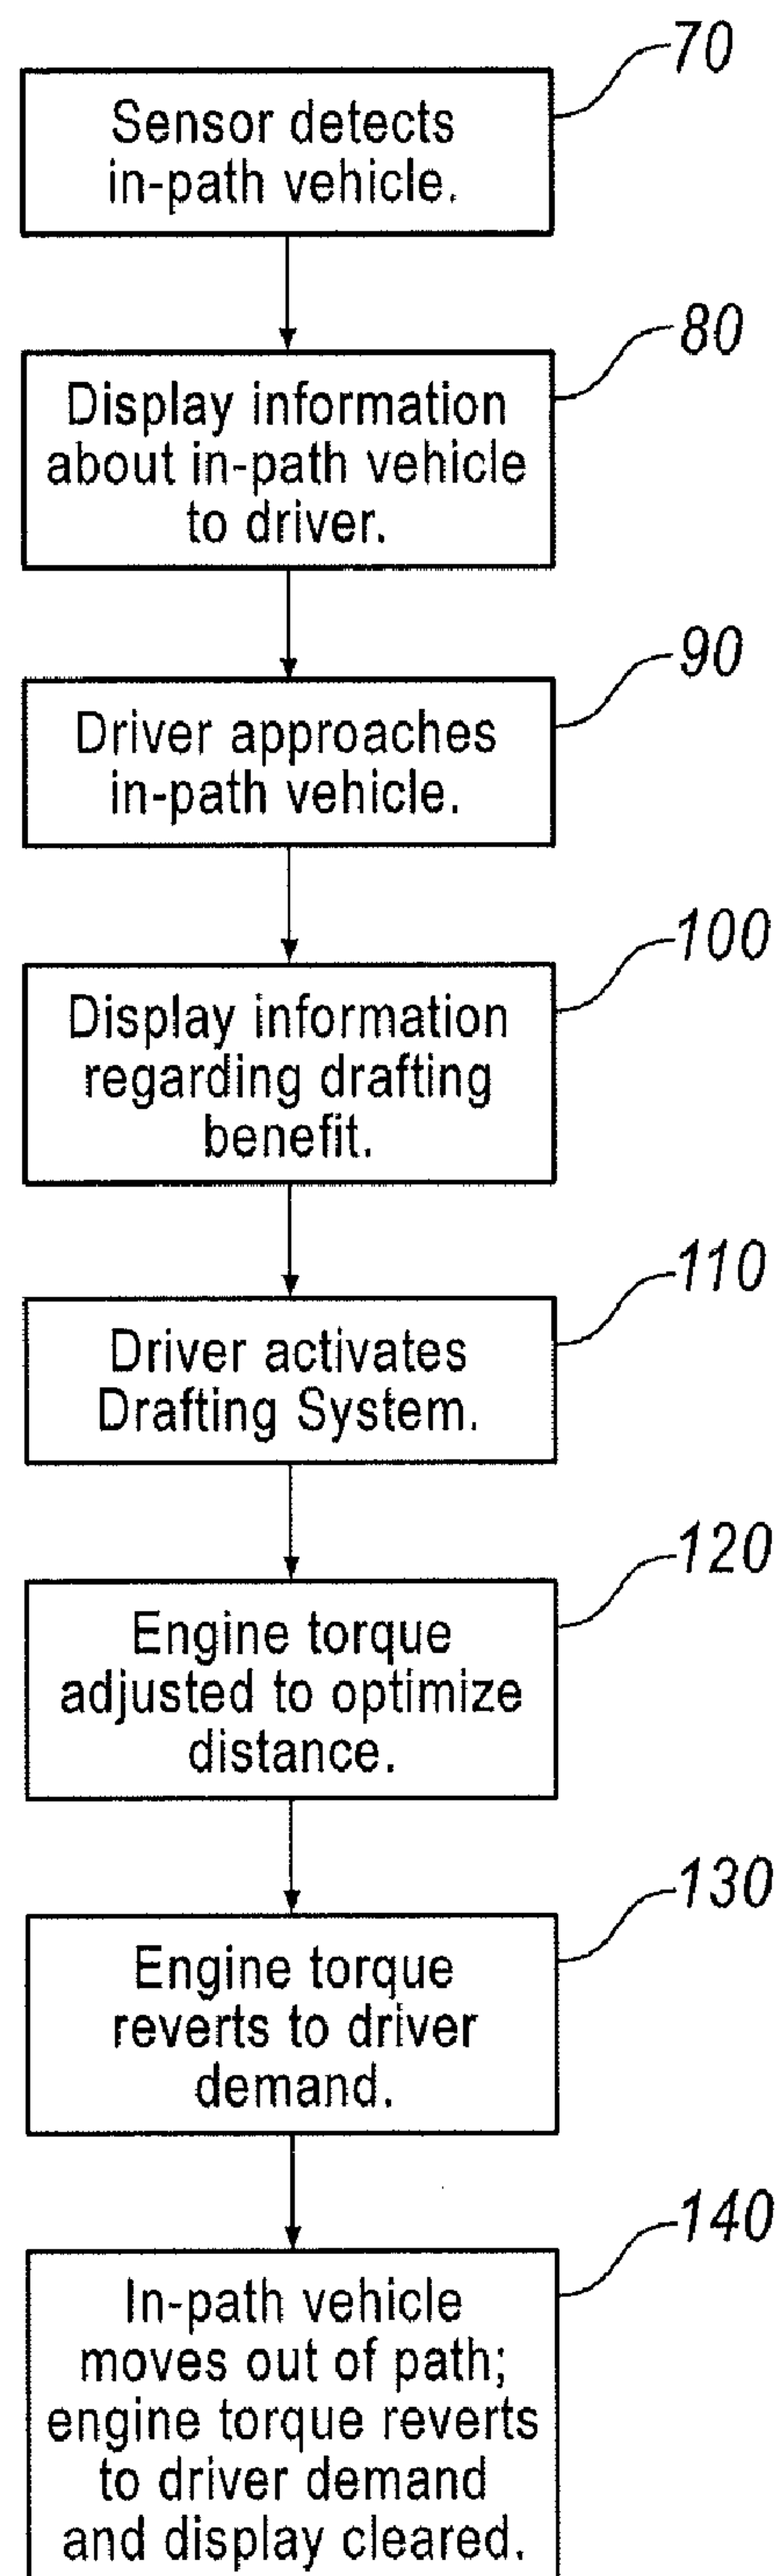 70
Sensor detects
in-path vehicle.
80
Display information
about in-path vehicle
to driver.
90
Driver approaches
in-path vehicle.
100
Display information
regarding drafting
benefit.
110
Driver activates
Drafting System.
120
Engine torque
adjusted to optimize
distance.
130
Engine torque
reverts to driver
demand.
140
In-path vehicle
moves out of path;
engine torque reverts
to driver demand
and display cleared.